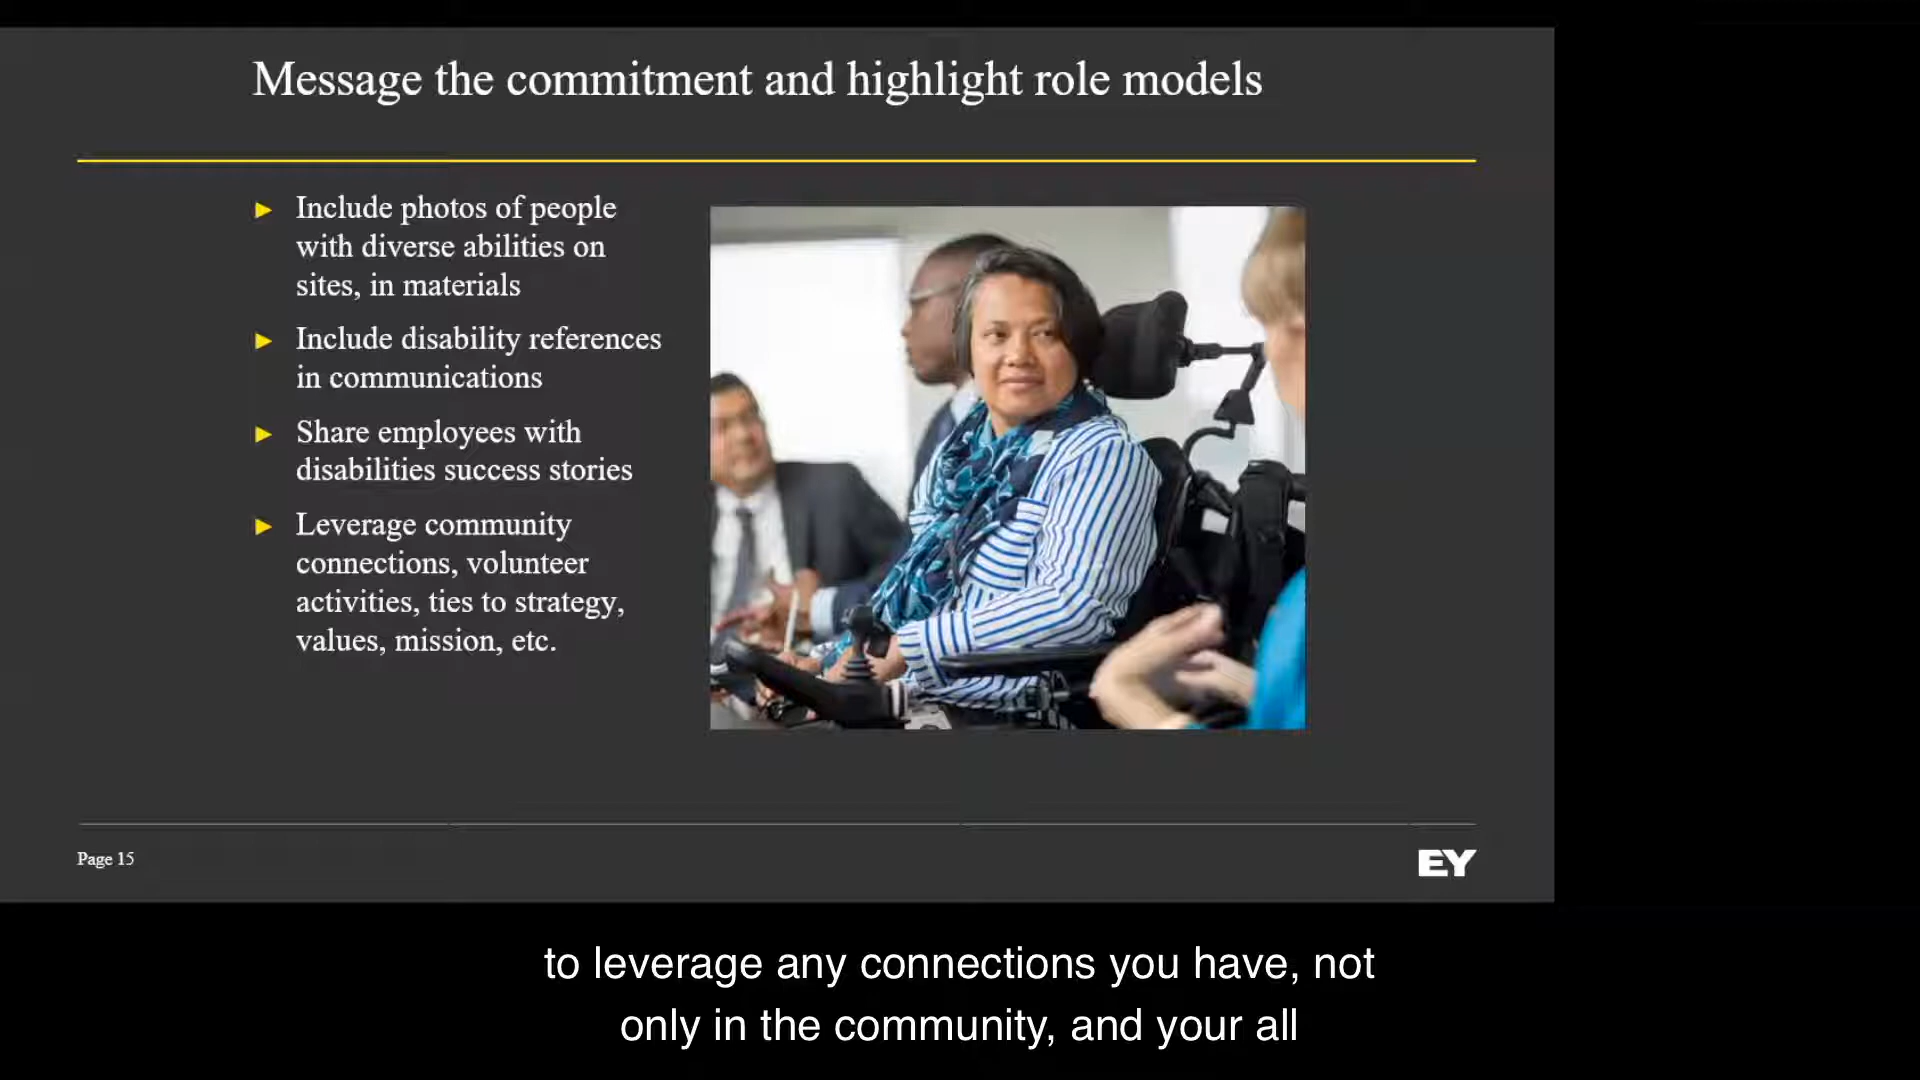 Message the commitment and highlight role models
► Include photos of people
with diverse abilities on
sites, in materials
► Include disability references
in communications
► Share employees with
disabilities success stories
► Leverage community
connections, volunteer
activities, ties to strategy,
values, mission, etc.
Page 15
EY
to leverage any connections you have, not
only in the community, and your all